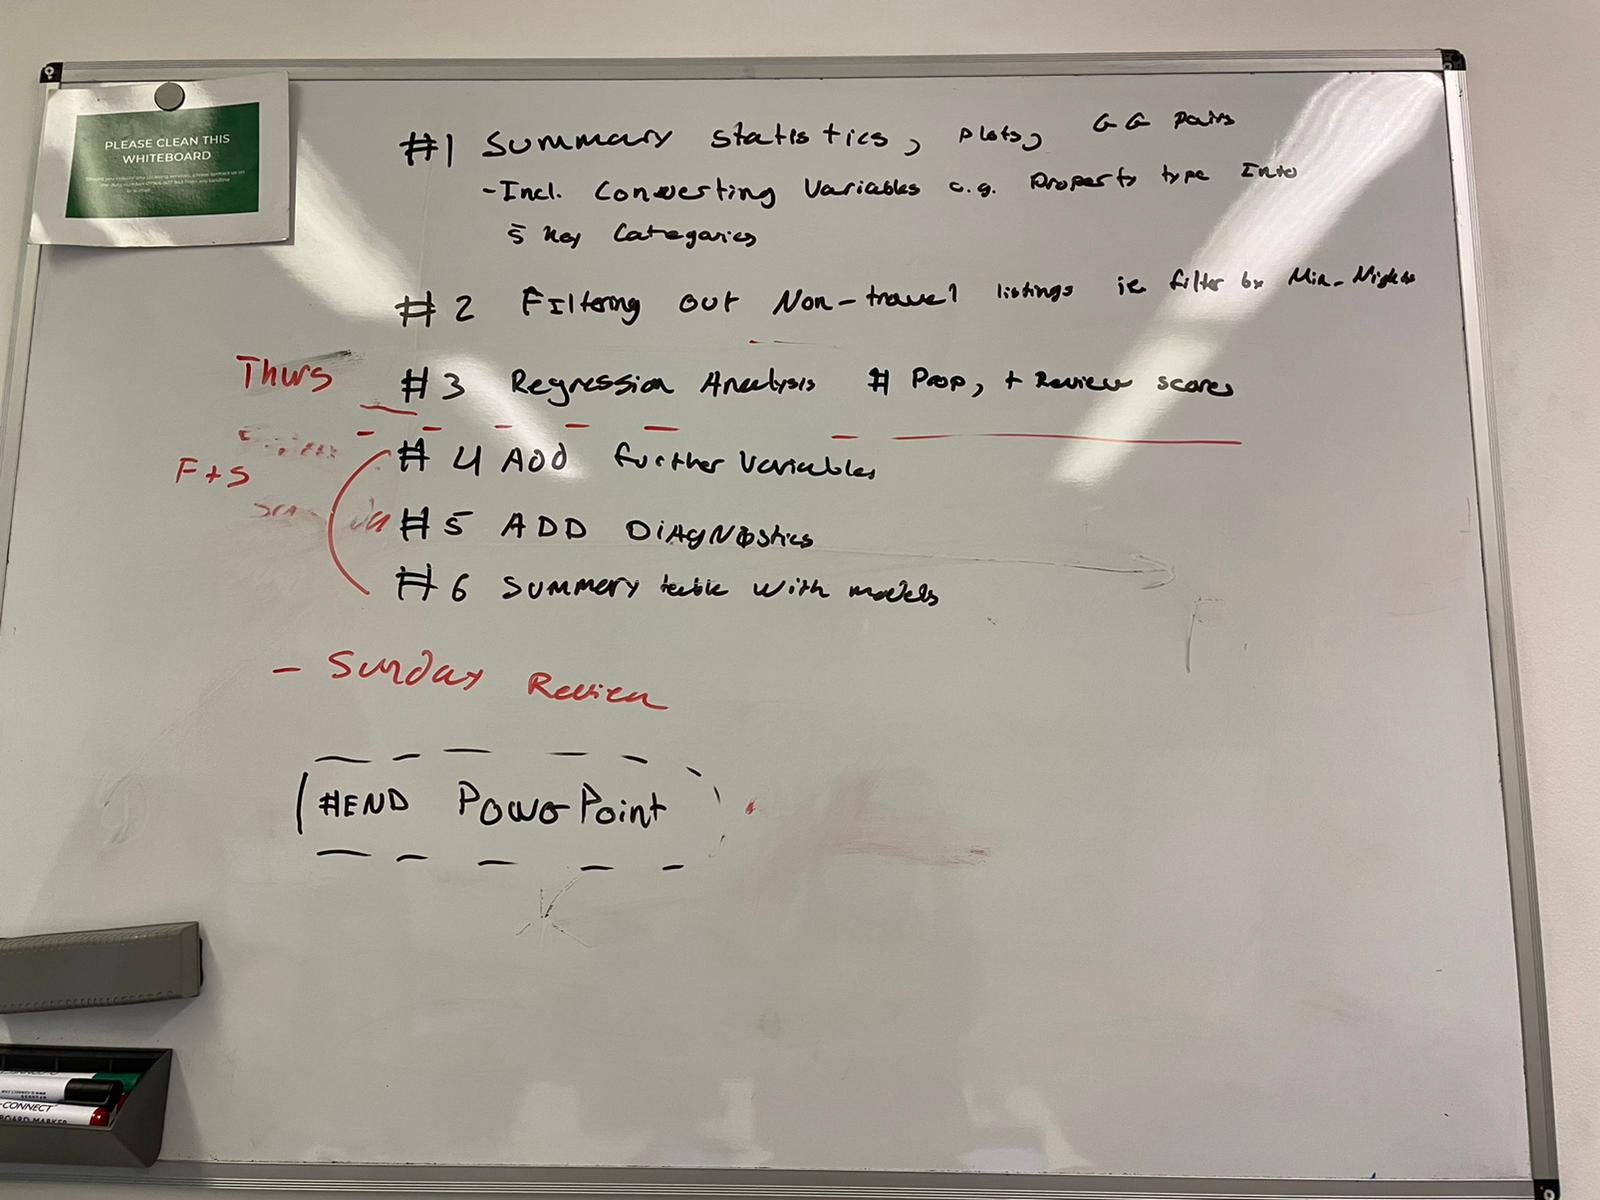 PLEASE CLEAN THIS
WHITEBOARD
#1 Summary statistics, plots, GG pairs
- Incl. Converting Variables e.g. Property type Into
5 Key Categories
#2 Filtering out Non-travel listings ie filter by Min-Nights
Thurs
#3 Regression Analysis # Prop, + Review scores
F+S
#4 ADD further Variables
#5 ADD DIAgNostics
#6 Summary table with models
- Sunday Review
#END PowerPoint
CONNECT
BOARD MARKER